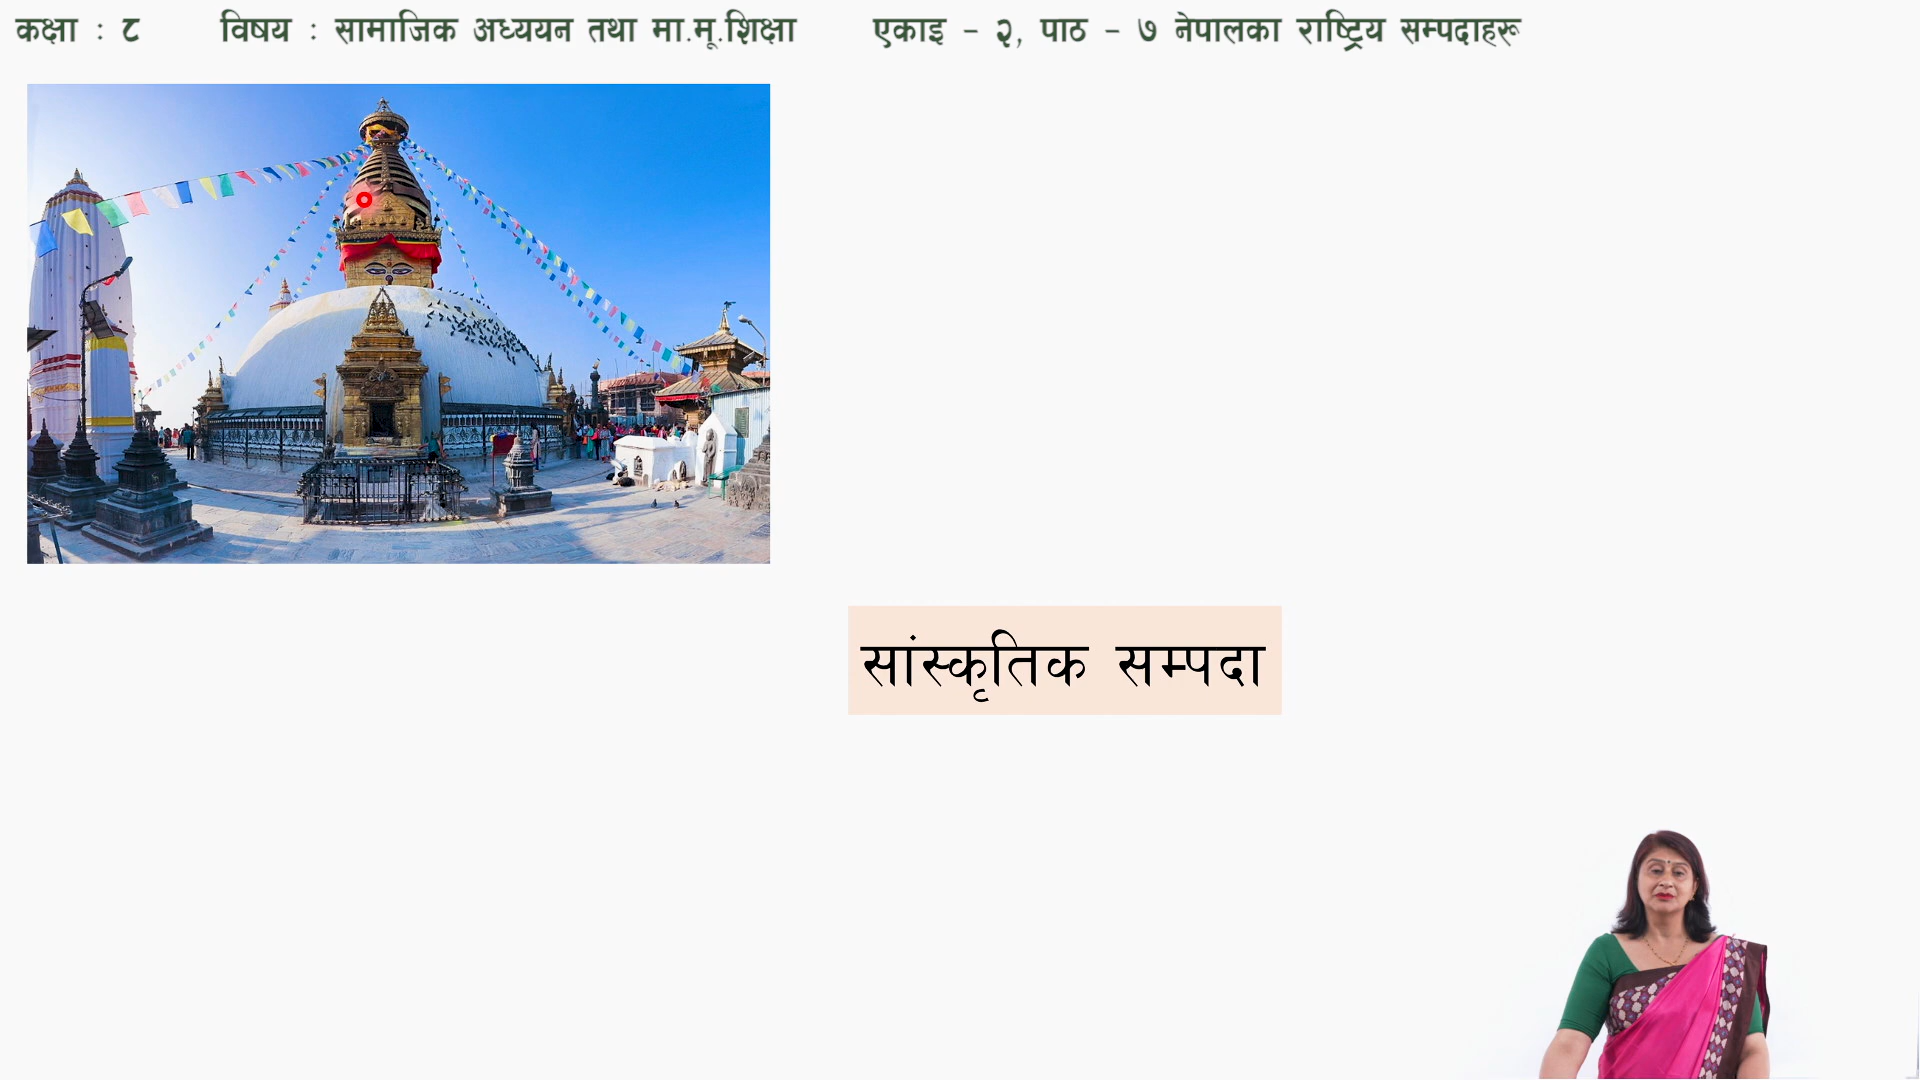 कक्षा : ८ विषय : सामाजिक अध्ययन तथा मा.मू.शिक्षा एकाइ - २, पाठ - ७ नेपालका राष्ट्रिय सम्पदाहरू
सांस्कृतिक सम्पदा